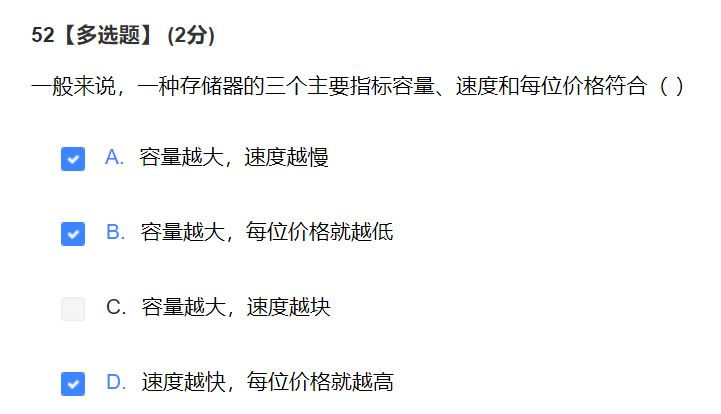 52【多选题】 (2分)
一般来说，一种存储器的三个主要指标容量、速度和每位价格符合（ ）
A. 容量越大，速度越慢
B. 容量越大，每位价格就越低
C. 容量越大，速度越块
D. 速度越快，每位价格就越高